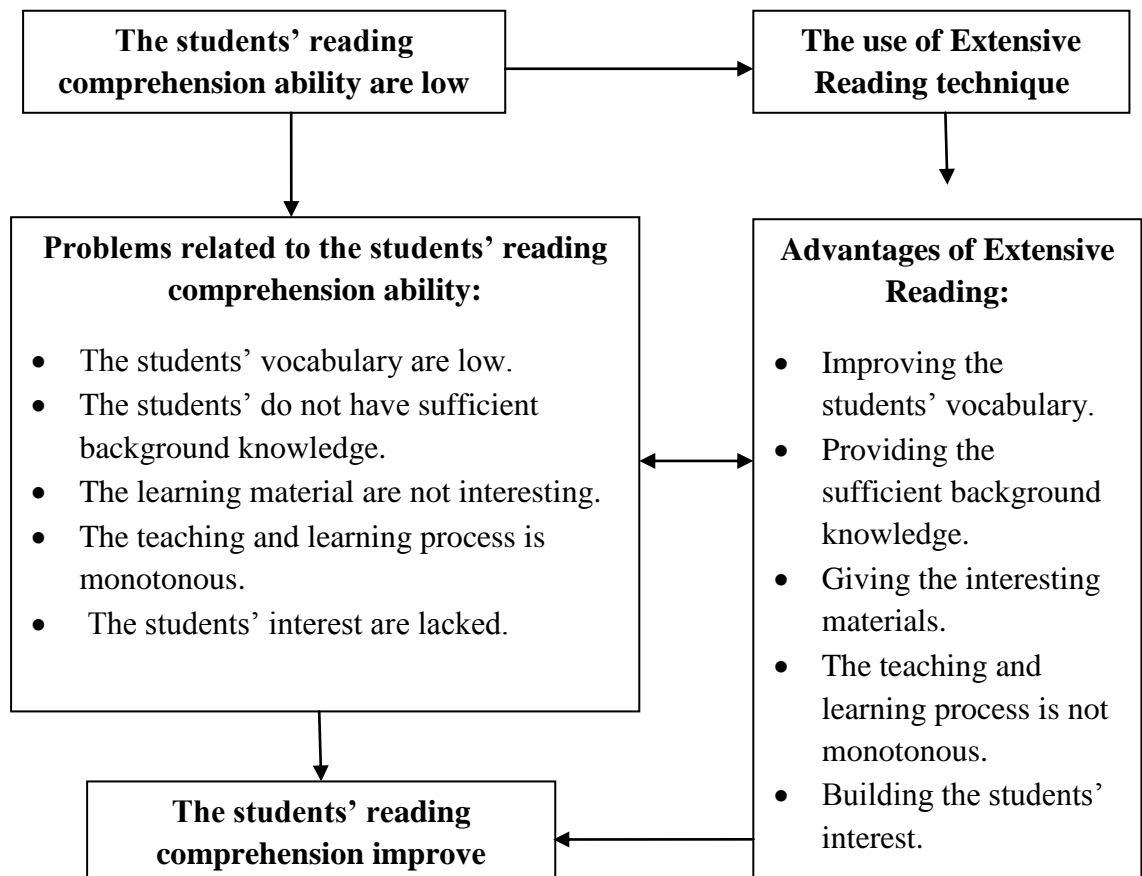 The students’ reading
comprehension ability are low
The use of Extensive
Reading technique
Problems related to the students’ reading
comprehension ability:
• The students’ vocabulary are low.
• The students’ do not have sufficient
background knowledge.
• The learning material are not interesting.
• The teaching and learning process is
monotonous.
• The students’ interest are lacked.
Advantages of Extensive
Reading:
• Improving the
students’ vocabulary.
• Providing the
sufficient background
knowledge.
• Giving the interesting
materials.
• The teaching and
learning process is not
monotonous.
• Building the students’
interest.
The students’ reading
comprehension improve